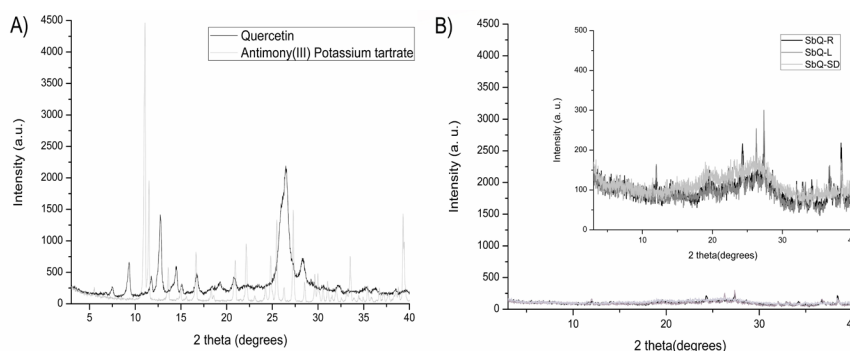 A)
Quercetin
Antimony(III) Potassium tartrate
Intensity (a.u.)
4500
4000
3500
3000
2500
2000
1500
1000
500
0
5 10 15 20 25 30 35 40
2 theta (degrees)
B)
Intensity (a. u.)
4500
4000
3500
3000
2500
2000
1500
1000
500
0
10 20 30 40
2 theta(degrees)
SbQ-R
SbQ-L
SbQ-SD
Intensity (a. u.)
500
400
300
200
100
0
10 20 30 40
2 theta(degrees)